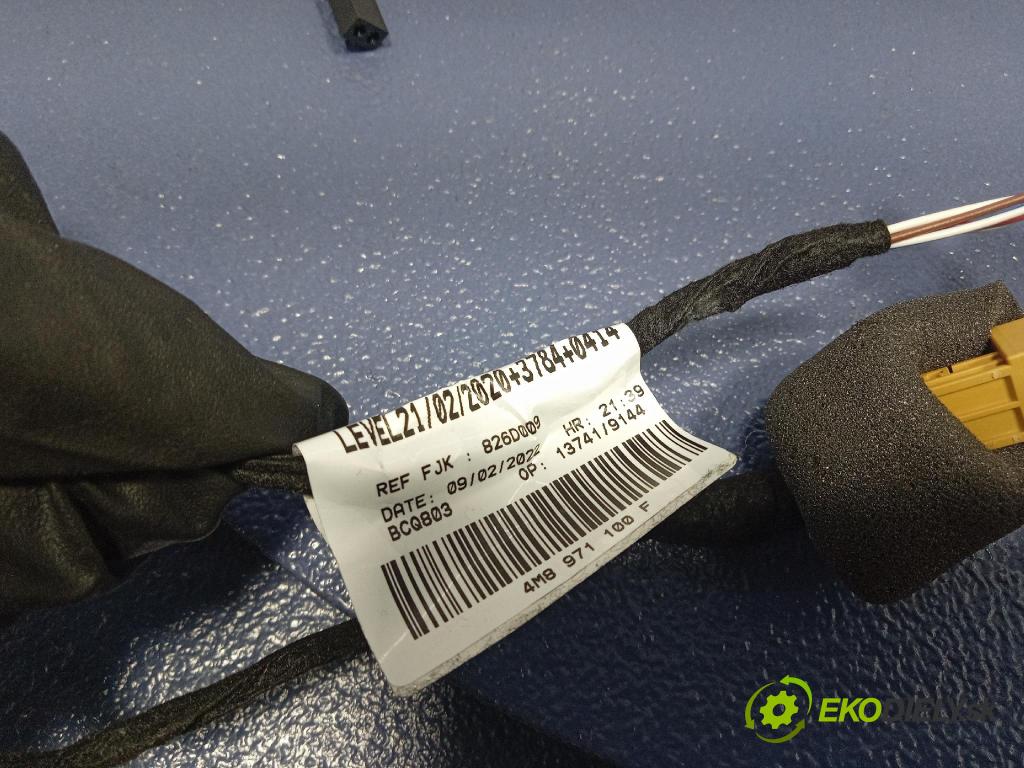 LEVEL21/02/2020+3784+0414
REF FJK : 826D009
DATE: 09/02/2022 HR: 21:39
BCQ803 OP: 13741/9144
4M8 971 100 F
EKODIELY.sk